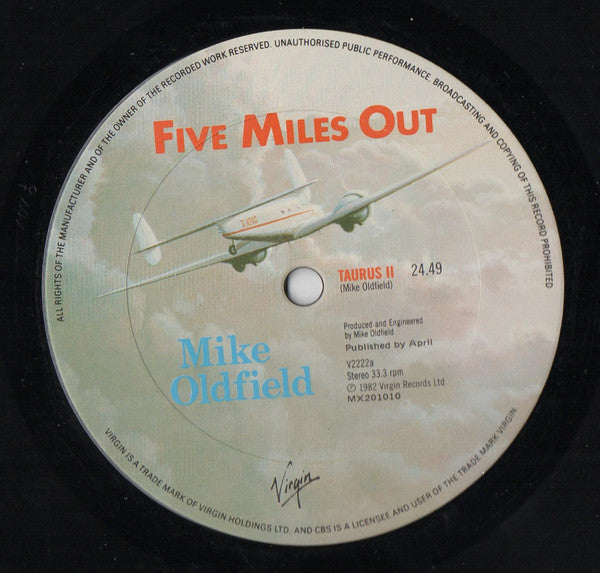 ALL RIGHTS OF THE MANUFACTURER AND OF THE OWNER OF THE RECORDED WORK RESERVED. UNAUTHORISED PUBLIC PERFORMANCE, BROADCASTING AND COPYING OF THIS RECORD PROHIBITED
FIVE MILES OUT
TAURUS II 24.49
(Mike Oldfield)
Produced and Engineered
by Mike Oldfield
Published by April
V2222a
Stereo 33.3 rpm
℗ 1982 Virgin Records Ltd
MX201010
Mike
Oldfield
Virgin
VIRGIN IS A TRADE MARK OF VIRGIN HOLDINGS LTD. AND CBS IS A LICENSEE AND USER OF THE TRADE MARK VIRGIN